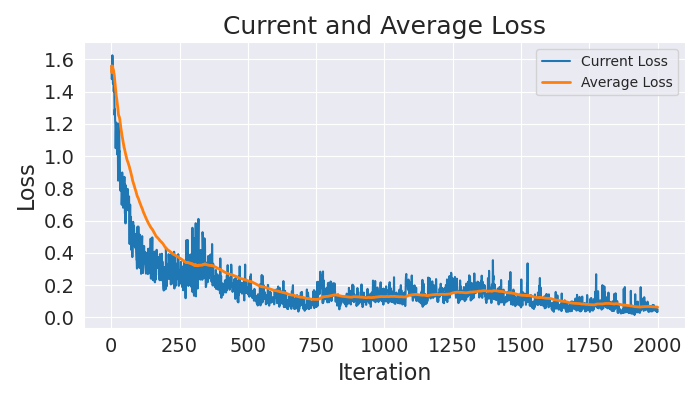 Current and Average Loss
Current Loss
Average Loss
1.6
1.4
1.2
1.0
0.8
0.6
0.4
0.2
0.0
Loss
0 250 500 750 1000 1250 1500 1750 2000
Iteration